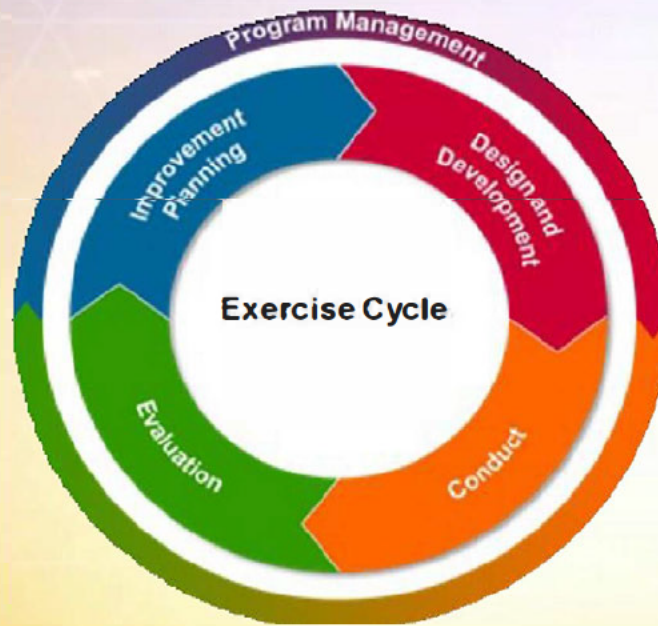 Program Management
Improvement
Planning
Design and
Development
Exercise Cycle
Evaluation
Conduct